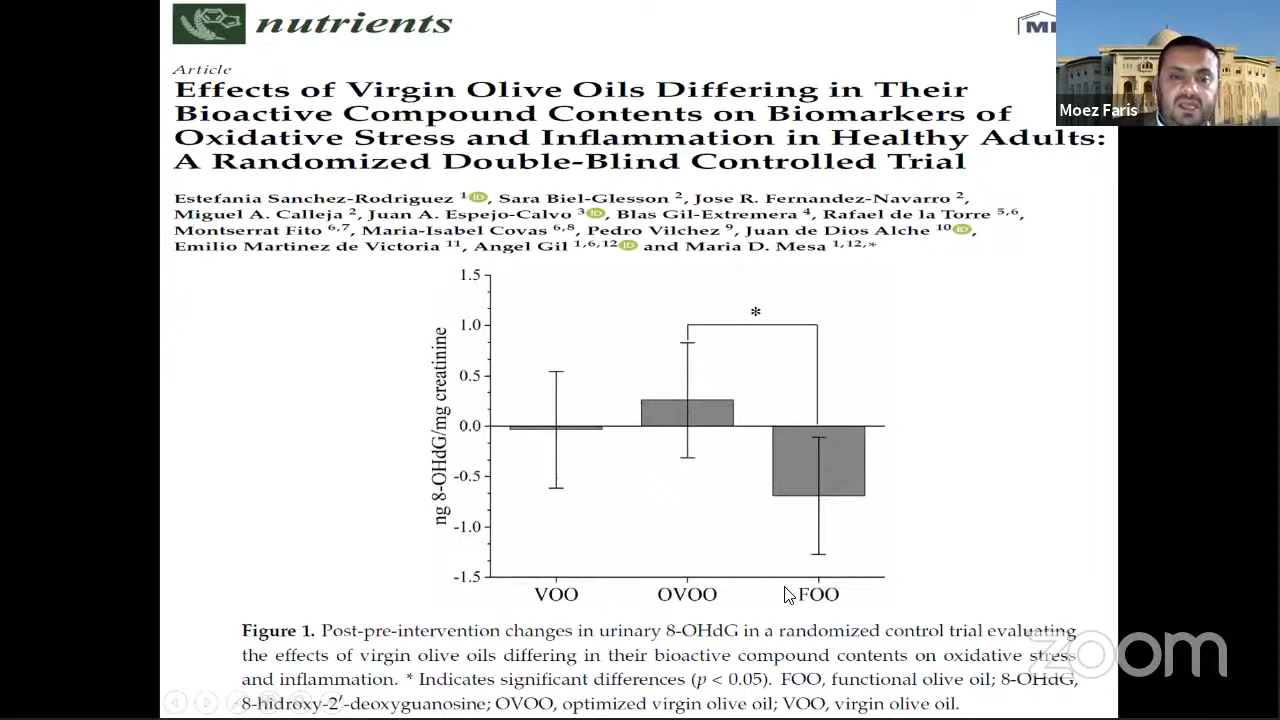 nutrients
Article
Effects of Virgin Olive Oils Differing in Their
Bioactive Compound Contents on Biomarkers of
Oxidative Stress and Inflammation in Healthy Adults:
A Randomized Double-Blind Controlled Trial
Moez Faris
Estefania Sanchez-Rodriguez 1, Sara Biel-Glesson 2, Jose R. Fernandez-Navarro 2,
Miguel A. Calleja 2, Juan A. Espejo-Calvo 3, Blas Gil-Extremera 4, Rafael de la Torre 5,6,
Montserrat Fito 6,7, Maria-Isabel Covas 6,8, Pedro Vilchez 9, Juan de Dios Alche 10,
Emilio Martinez de Victoria 11, Angel Gil 1,6,12 and Maria D. Mesa 1,12,*
ng 8-OHdG/mg creatinine
1.5
1.0
0.5
0.0
-0.5
-1.0
-1.5
*
VOO OVOO FOO
Figure 1. Post-pre-intervention changes in urinary 8-OHdG in a randomized control trial evaluating
the effects of virgin olive oils differing in their bioactive compound contents on oxidative stress
and inflammation. * Indicates significant differences (p < 0.05). FOO, functional olive oil; 8-OHdG,
8-hidroxy-2′-deoxyguanosine; OVOO, optimized virgin olive oil; VOO, virgin olive oil.
zoom